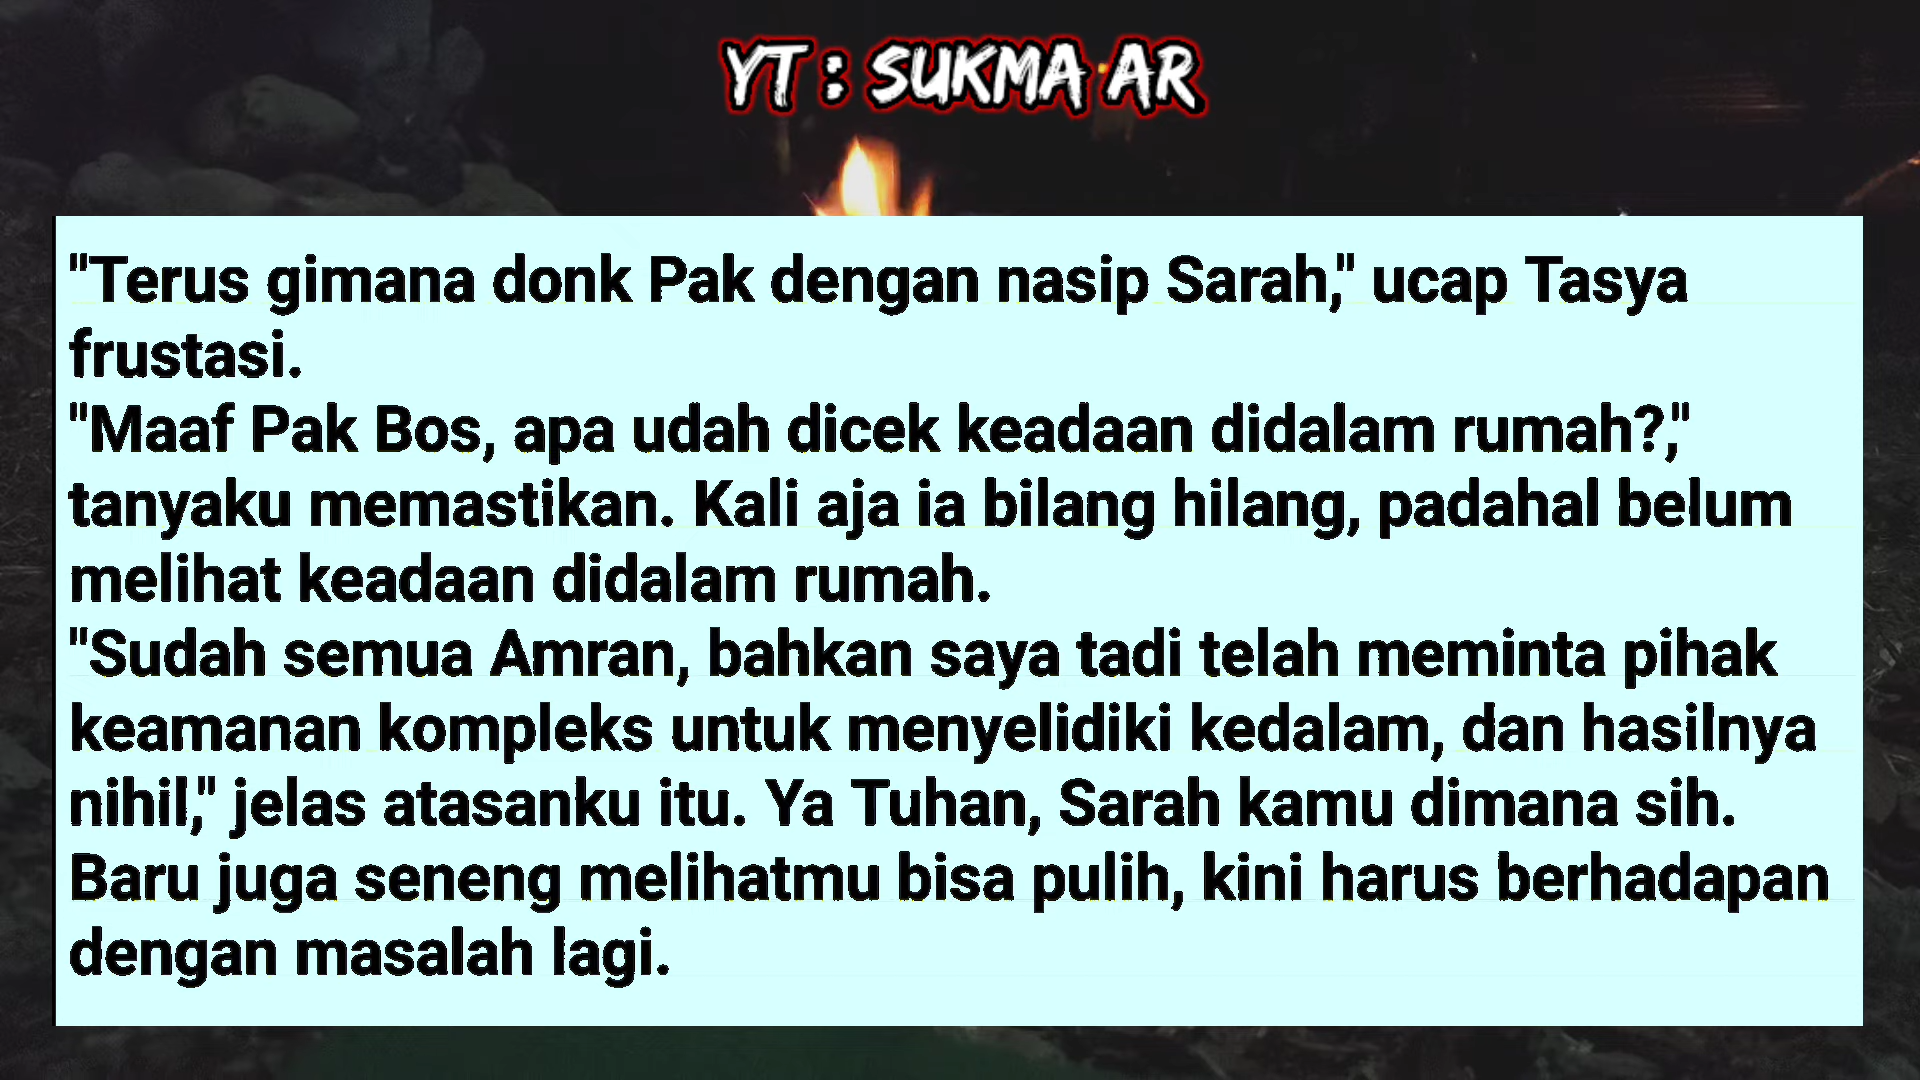 YT : SUKMA AR
"Terus gimana donk Pak dengan nasip Sarah," ucap Tasya
frustasi.
"Maaf Pak Bos, apa udah dicek keadaan didalam rumah?,"
tanyaku memastikan. Kali aja ia bilang hilang, padahal belum
melihat keadaan didalam rumah.
"Sudah semua Amran, bahkan saya tadi telah meminta pihak
keamanan kompleks untuk menyelidiki kedalam, dan hasilnya
nihil," jelas atasanku itu. Ya Tuhan, Sarah kamu dimana sih.
Baru juga seneng melihatmu bisa pulih, kini harus berhadapan
dengan masalah lagi.